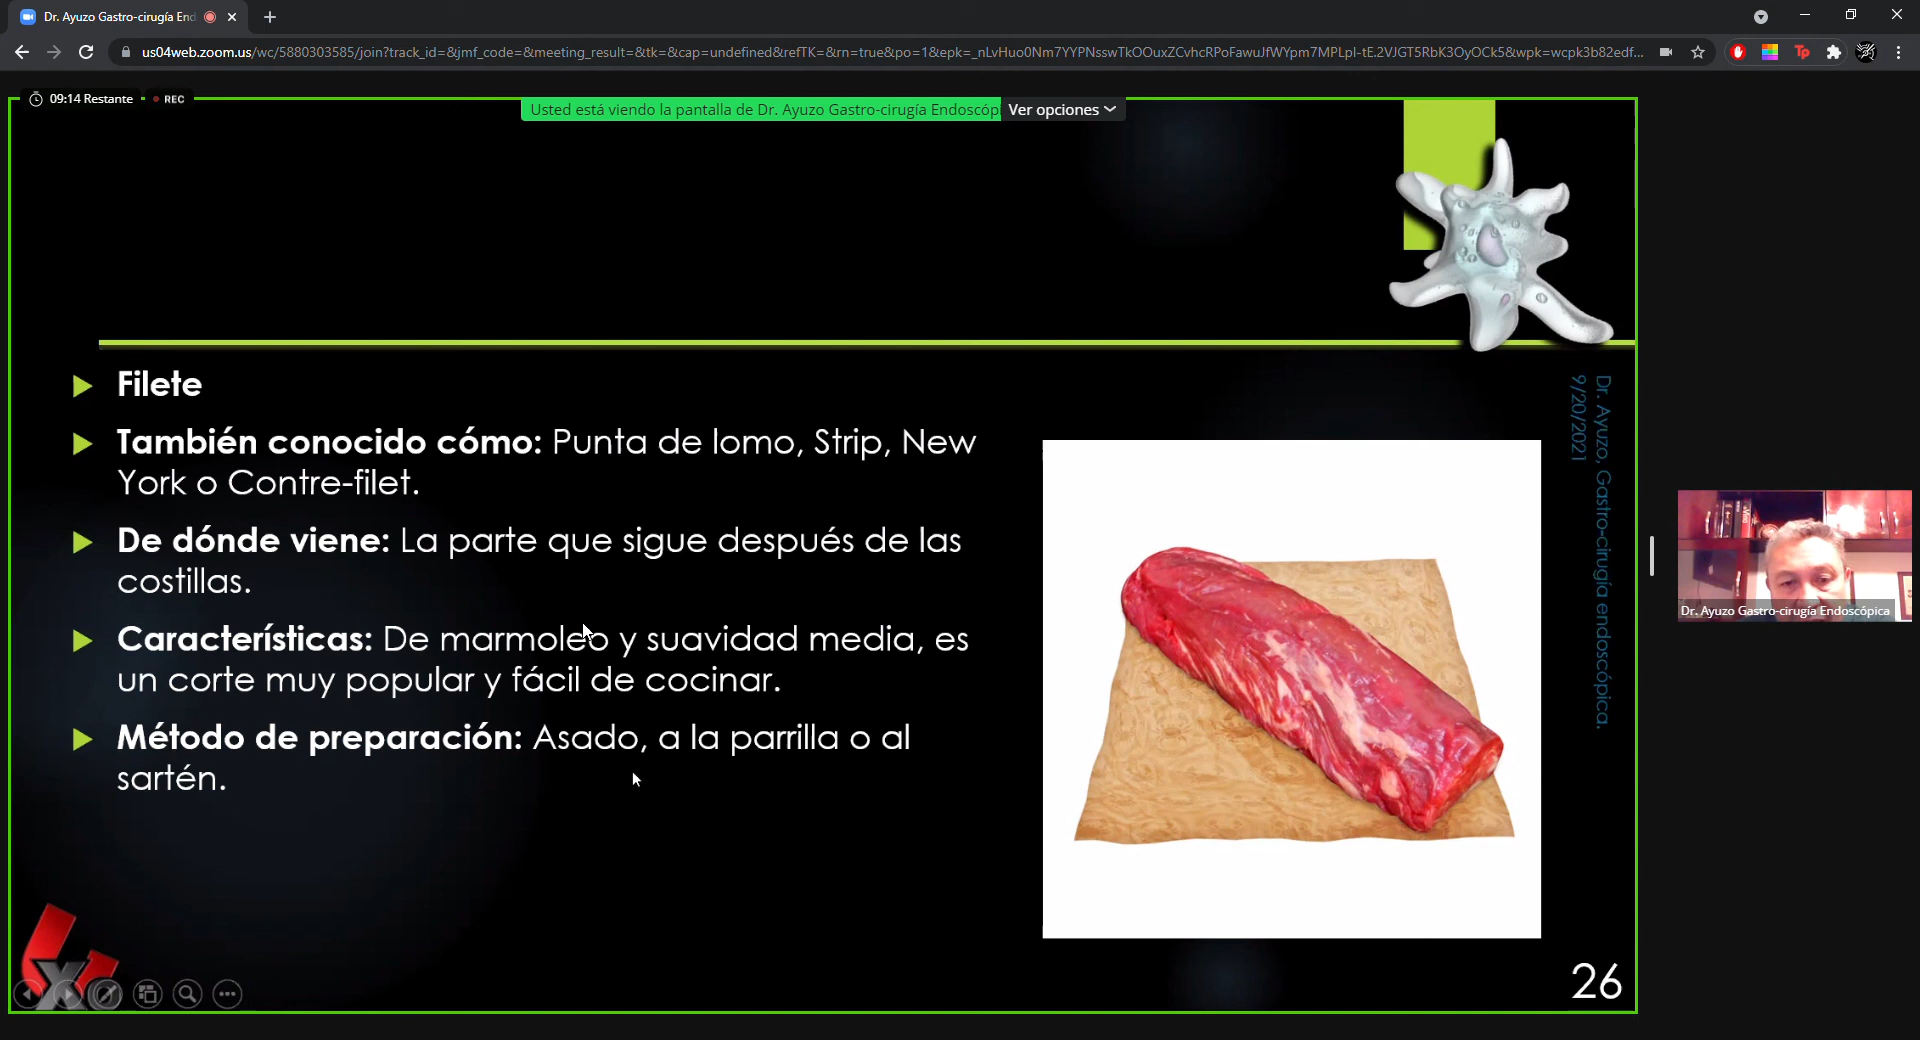 Dr. Ayuzo Gastro-cirugía End
us04web.zoom.us/wc/5880303585/join?track_id=&jmf_code=&meeting_result=&tk=&cap=undefined&refTK=&rn=true&po=1&epk=_nLvHuo0Nm7YYPNsswTkOOuxZCvhcRPoFawuJfWYpm7MPLpI-tE.2VJGT5RbK3OyOCk5&wpk=wcpk3b82edf...
09:14 Restante
REC
Usted está viendo la pantalla de Dr. Ayuzo Gastro-cirugía Endoscópi
Ver opciones
Filete
También conocido cómo: Punta de lomo, Strip, New
York o Contre-filet.
De dónde viene: La parte que sigue después de las
costillas.
Características: De marmoleo y suavidad media, es
un corte muy popular y fácil de cocinar.
Método de preparación: Asado, a la parrilla o al
sartén.
Dr. Ayuzo, Gastro-cirugía endoscópica.
9/20/2021
Dr. Ayuzo Gastro-cirugía Endoscópica
26